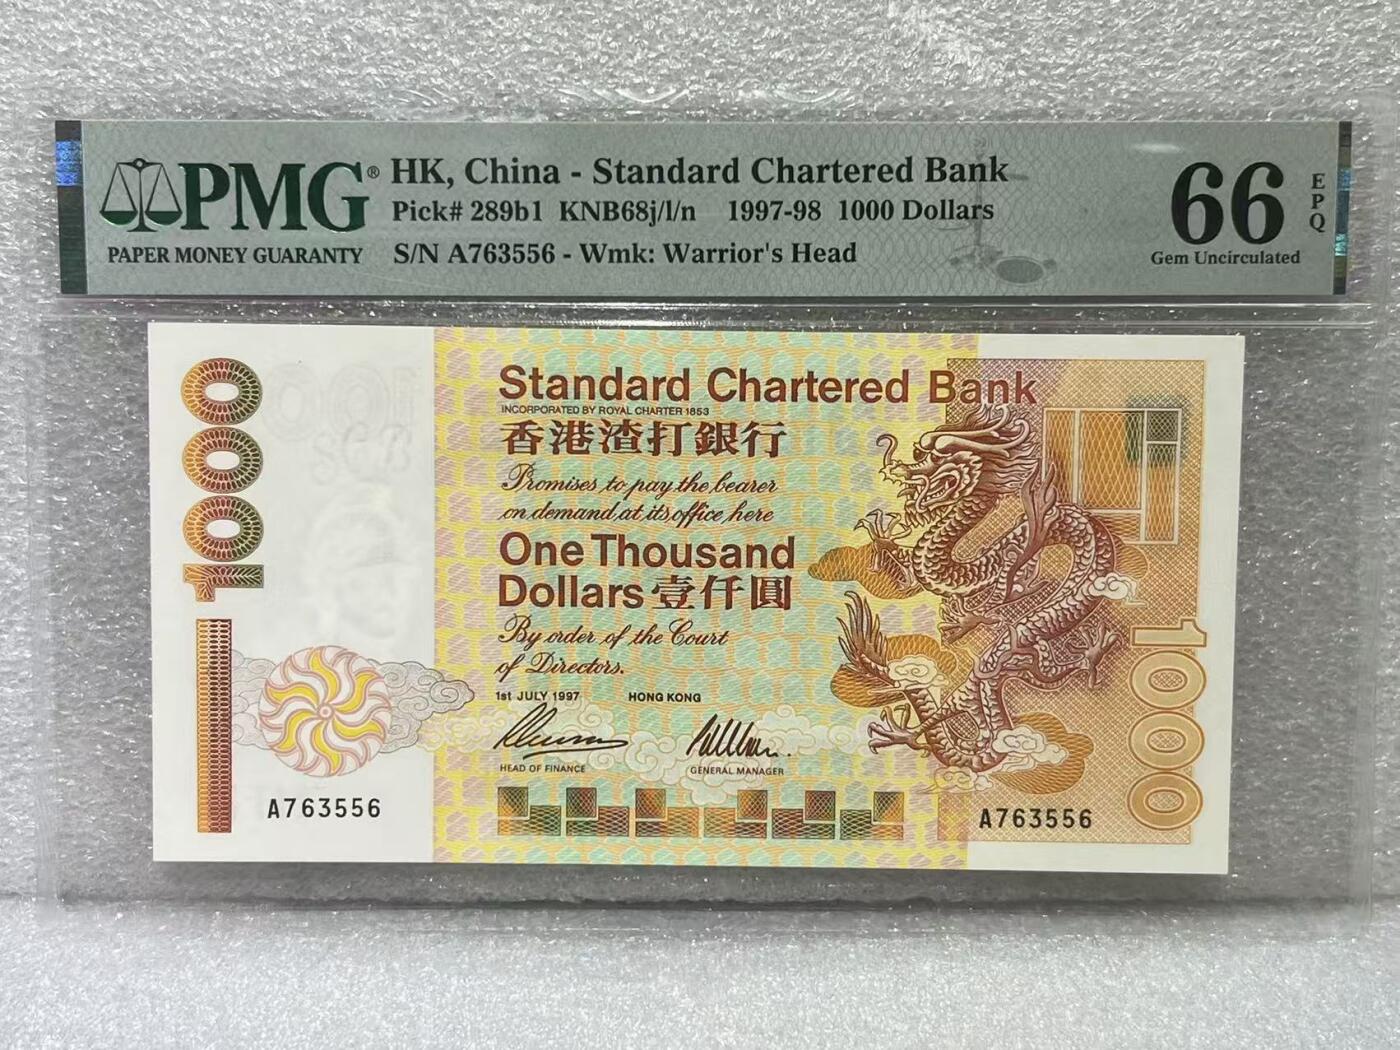 PMG®
PAPER MONEY GUARANTY
HK, China - Standard Chartered Bank
Pick# 289b1 KNB68j/l/n 1997-98 1000 Dollars
S/N A763556 - Wmk: Warrior's Head
66
EPQ
Gem Uncirculated
1000
Standard Chartered Bank
INCORPORATED BY ROYAL CHARTER 1853
香港渣打銀行
Promises to pay the bearer
on demand at its office here
One Thousand
Dollars 壹仟圓
By order of the Court
of Directors.
1st JULY 1997 HONG KONG
HEAD OF FINANCE GENERAL MANAGER
A763556
A763556
1000